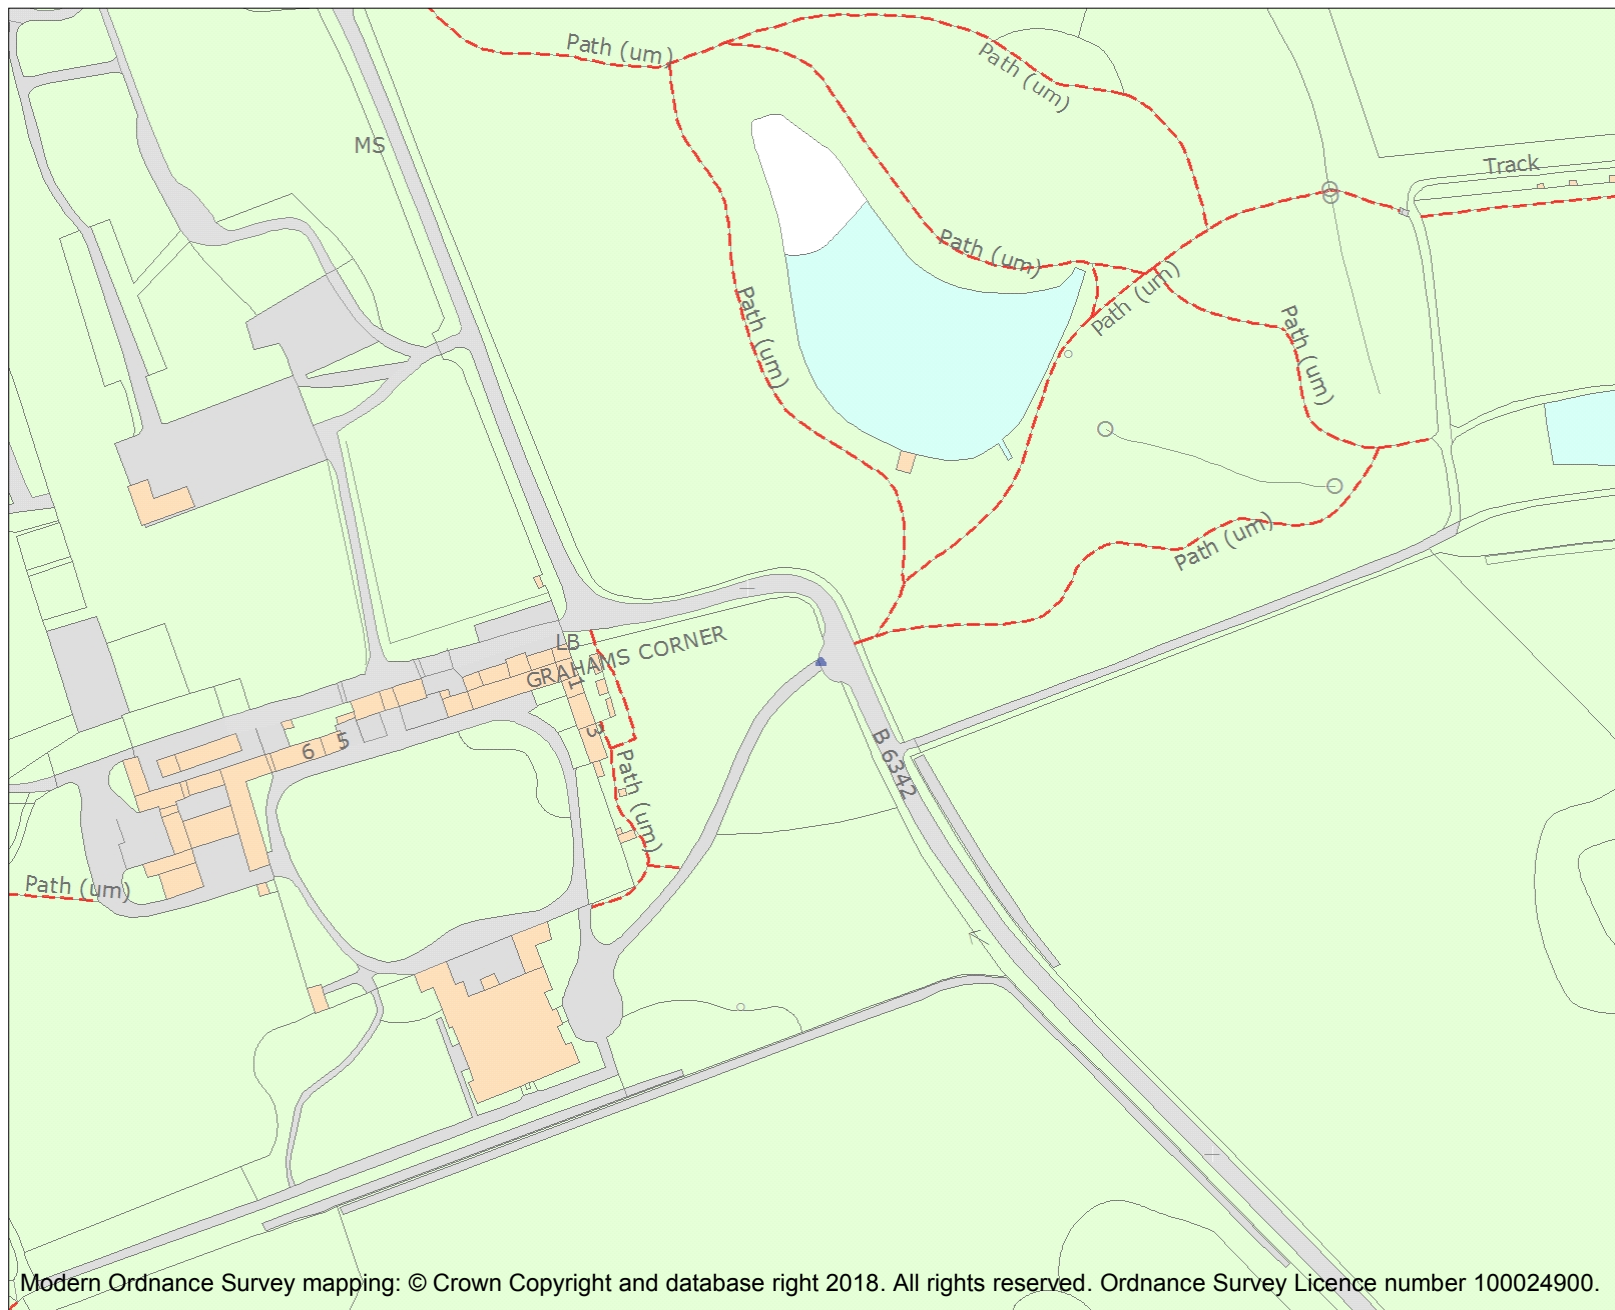 Path (um)
Path (um)
MS
Track
Path (um)
Path (um)
Path (um)
Path (um)
Path (um)
LB
GRAHAMS CORNER
1
3
5
6
B 6342
Path (um)
Path (um)
Modern Ordnance Survey mapping: © Crown Copyright and database right 2018. All rights reserved. Ordnance Survey Licence number 100024900.